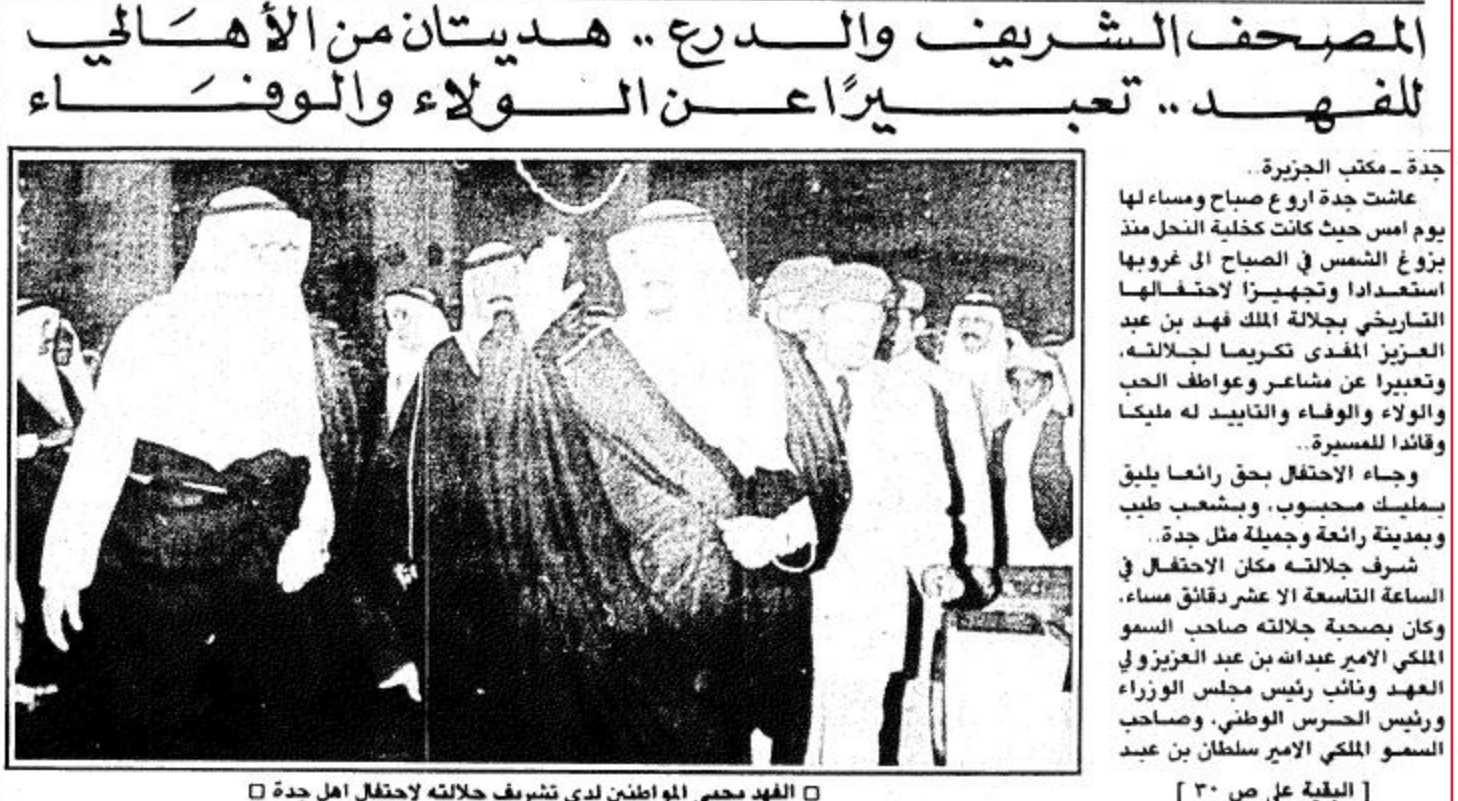 المصحف الشريف والدرع .. هديتان من الأهالي
للفهد .. تعبيرًا عن الولاء والوفاء
جدة ـ مكتب الجزيرة..
عاشت جدة اروع صباح ومساء لها
يوم امس حيث كانت كخلية النحل منذ
بزوغ الشمس في الصباح الى غروبها
استعدادا وتجهيزا لاحتفالها
التاريخي بجلالة الملك فهد بن عبد
العزيز المفدى تكريما لجلالته،
وتعبيرا عن مشاعر وعواطف الحب
والولاء والوفاء والتاييد له مليكا
وقائدا للمسيرة..
وجاء الاحتفال بحق رائعا يليق
بمليك محبوب، وبشعب طيب
وبمدينة رائعة وجميلة مثل جدة..
شرف جلالته مكان الاحتفال في
الساعة التاسعة الا عشر دقائق مساء،
وكان بصحبة جلالته صاحب السمو
الملكي الامير عبدالله بن عبد العزيز ولي
العهد ونائب رئيس مجلس الوزراء
ورئيس الحرس الوطني، وصاحب
السمو الملكي الامير سلطان بن عبد
[ البقية على ص ٣٠ ]
□ الفهد يحيي المواطنين لدى تشريف جلالته لاحتفال اهل جدة □